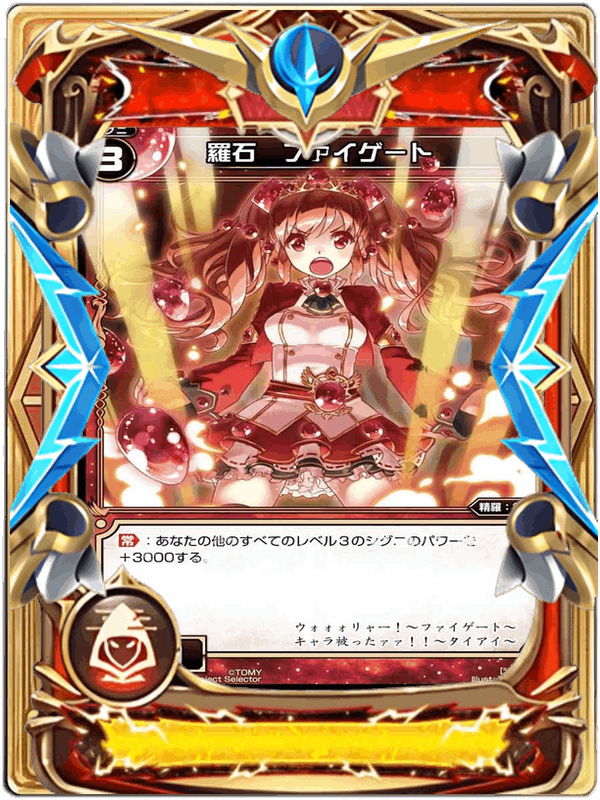 3
羅石　ファイゲート
精羅：
常：あなたの他のすべてのレベル３のシグニのパワーを
＋3000する。
ウォォォリャー！～ファイゲート～
キャラ被ったァァ！！～タイアイ～
©TOMY
ject Selector
Illust